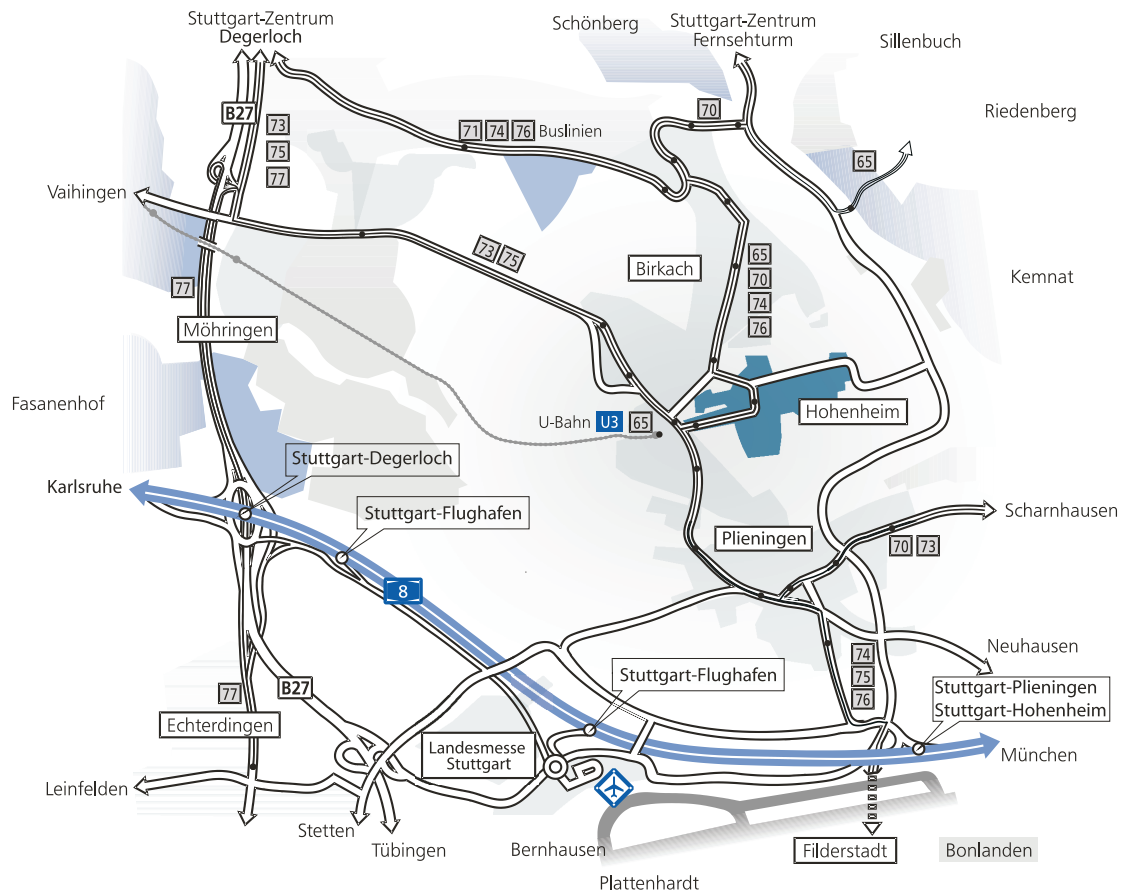 Stuttgart-Zentrum
Degerloch
Schönberg
Stuttgart-Zentrum
Fernsehturm
Sillenbuch
B27
73
75
77
71 74 76 Buslinien
70
Riedenberg
65
Vaihingen
73 75
Birkach
65
70
74
76
Kemnat
77
Möhringen
Fasanenhof
U-Bahn U3 65
Hohenheim
Stuttgart-Degerloch
Karlsruhe
Stuttgart-Flughafen
Scharnhausen
Plieningen
70 73
8
Neuhausen
74
75
76
Stuttgart-Flughafen
Stuttgart-Plieningen
Stuttgart-Hohenheim
77
B27
Echterdingen
Landesmesse
Stuttgart
München
Leinfelden
Stetten
Tübingen
Bernhausen
Filderstadt
Bonlanden
Plattenhardt